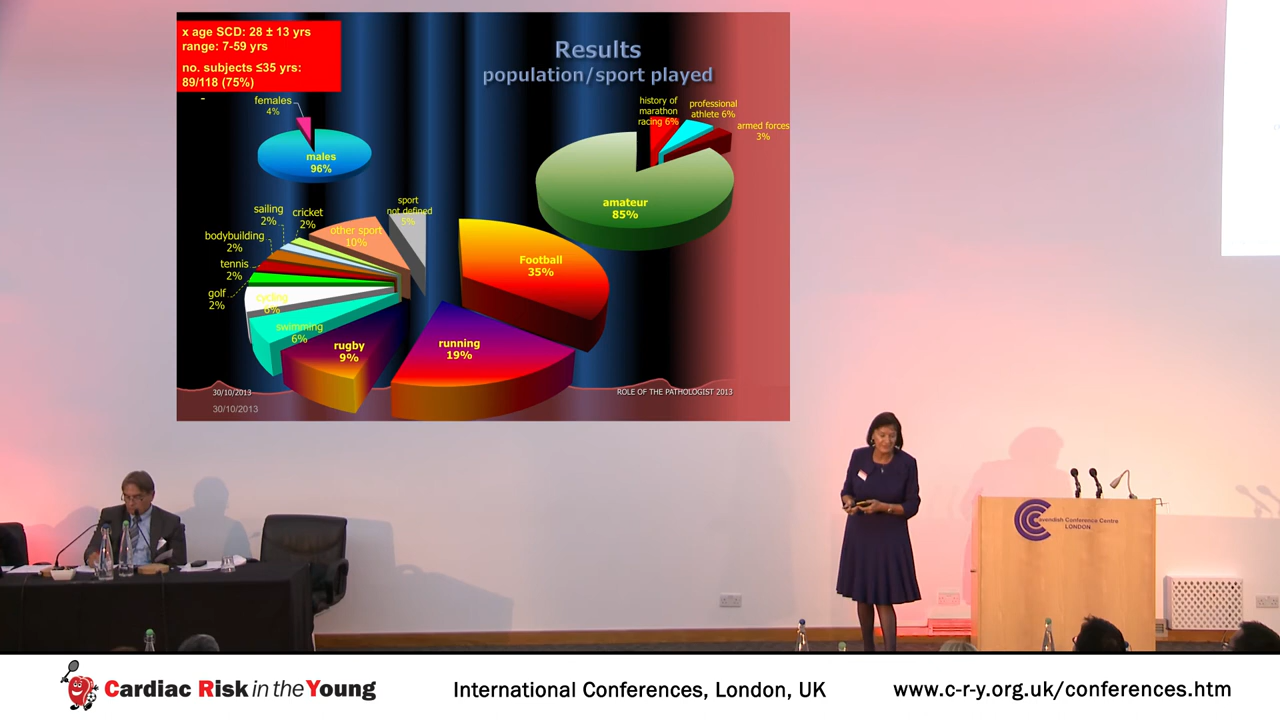 x age SCD: 28 ± 13 yrs
range: 7-59 yrs
no. subjects ≤35 yrs:
89/118 (75%)
-
Results
population/sport played
females
4%
males
96%
history of
marathon
racing 6%
professional
athlete 6%
armed forces
3%
amateur
85%
sport
not defined
5%
sailing
2%
cricket
2%
other sport
10%
bodybuilding
2%
tennis
2%
golf
2%
cycling
6%
swimming
6%
rugby
9%
running
19%
Football
35%
30/10/2013
30/10/2013
ROLE OF THE PATHOLOGIST 2013
Cavendish Conference Centre
LONDON
Cardiac Risk in the Young
International Conferences, London, UK
www.c-r-y.org.uk/conferences.htm